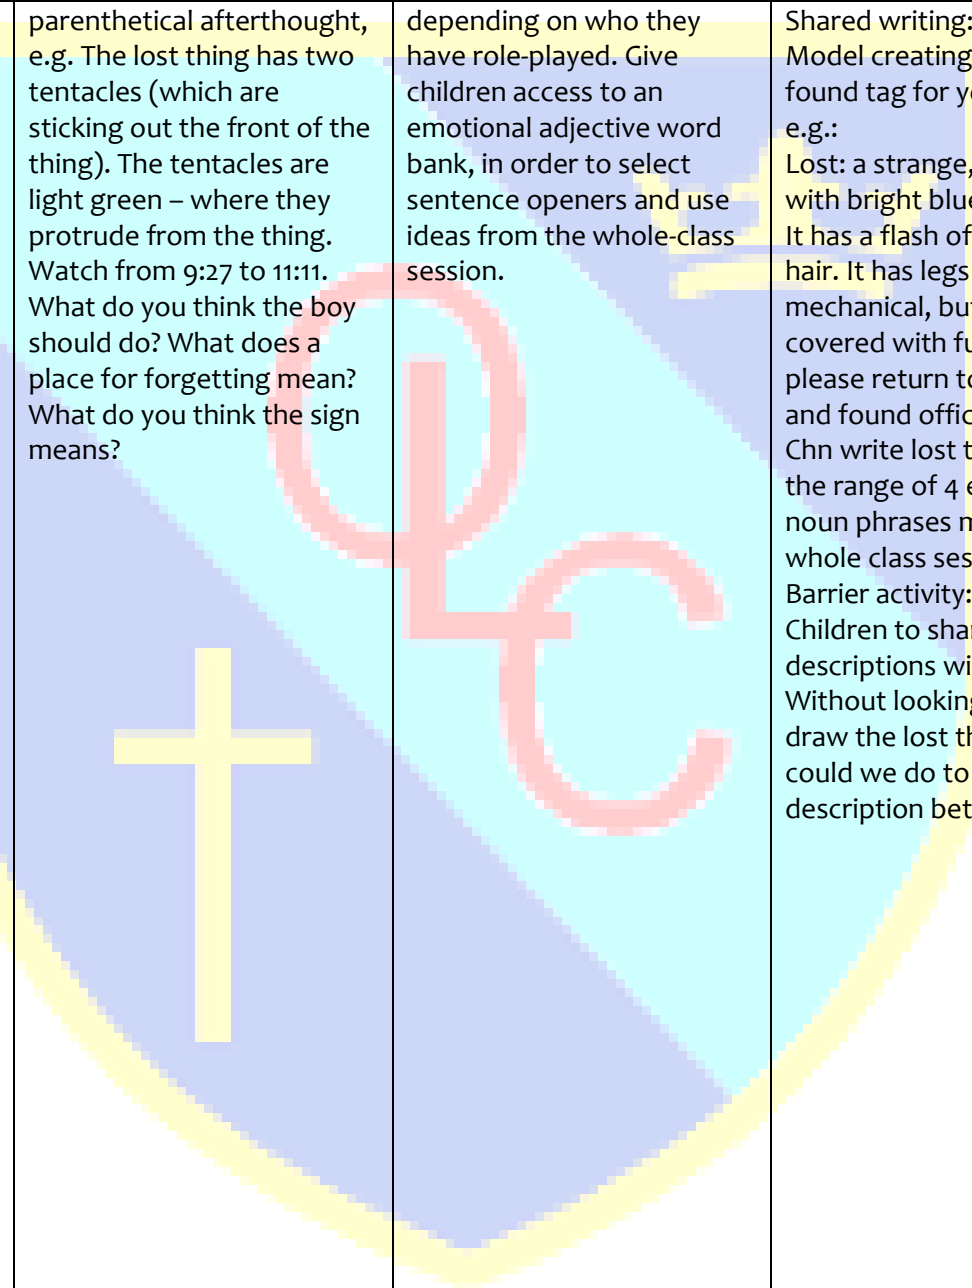 parenthetical afterthought,
e.g. The lost thing has two
tentacles (which are
sticking out the front of the
thing). The tentacles are
light green – where they
protrude from the thing.
Watch from 9:27 to 11:11.
What do you think the boy
should do? What does a
place for forgetting mean?
What do you think the sign
means?
depending on who they
have role-played. Give
children access to an
emotional adjective word
bank, in order to select
sentence openers and use
ideas from the whole-class
session.
Shared writing:
Model creating
found tag for
e.g.:
Lost: a strange,
with bright
It has a flash of
hair. It has legs
mechanical,
covered with
please return
and found
Chn write lost
the range of 4
noun phrases
whole class
Barrier activity:
Children to
descriptions
Without
draw the lost
could we do to
description
OLC